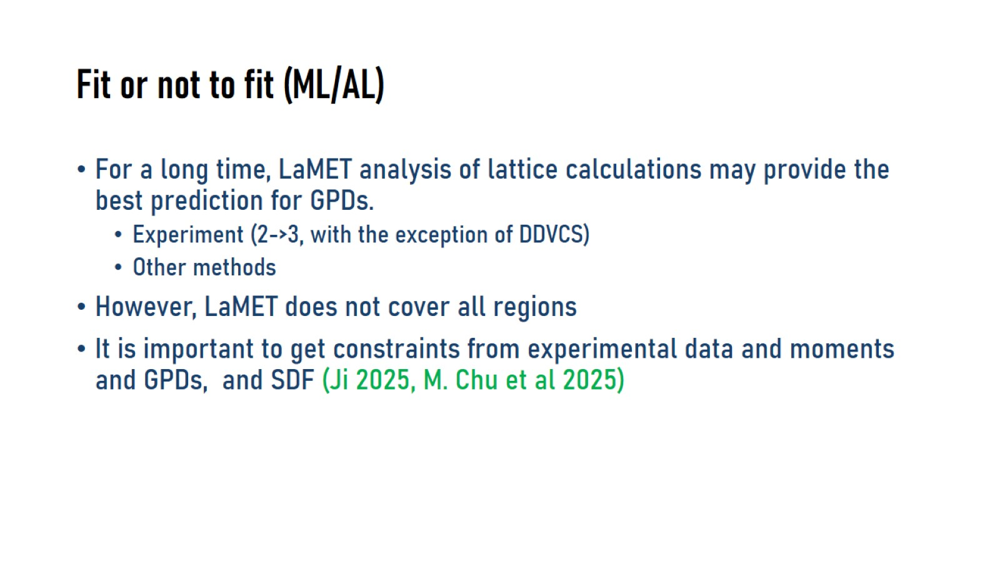 Fit or not to fit (ML/AL)
• For a long time, LaMET analysis of lattice calculations may provide the
best prediction for GPDs.
• Experiment (2->3, with the exception of DDVCS)
• Other methods
• However, LaMET does not cover all regions
• It is important to get constraints from experimental data and moments
and GPDs,  and SDF (Ji 2025, M. Chu et al 2025)